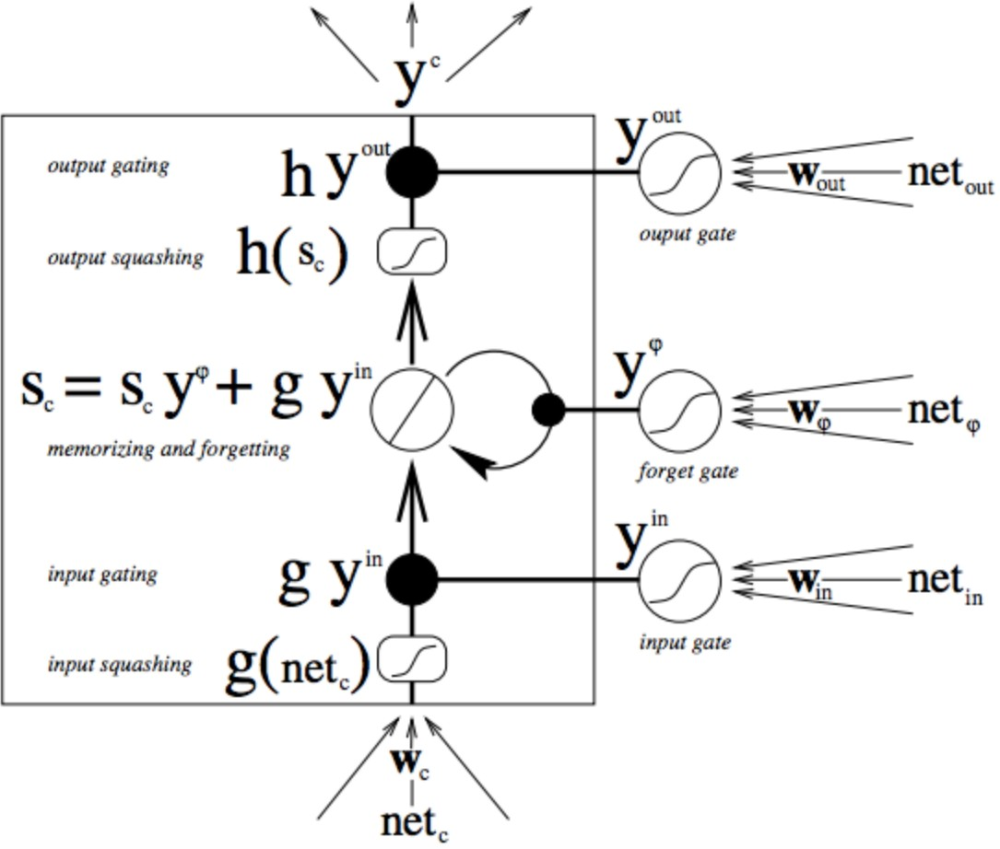 y^c
y^out
output gating
h y^out
w_out
net_out
ouput gate
output squashing
h(s_c)
y^φ
s_c = s_c y^φ + g y^in
w_φ
net_φ
memorizing and forgetting
forget gate
y^in
input gating
g y^in
w_in
net_in
input gate
input squashing
g(net_c)
w_c
net_c